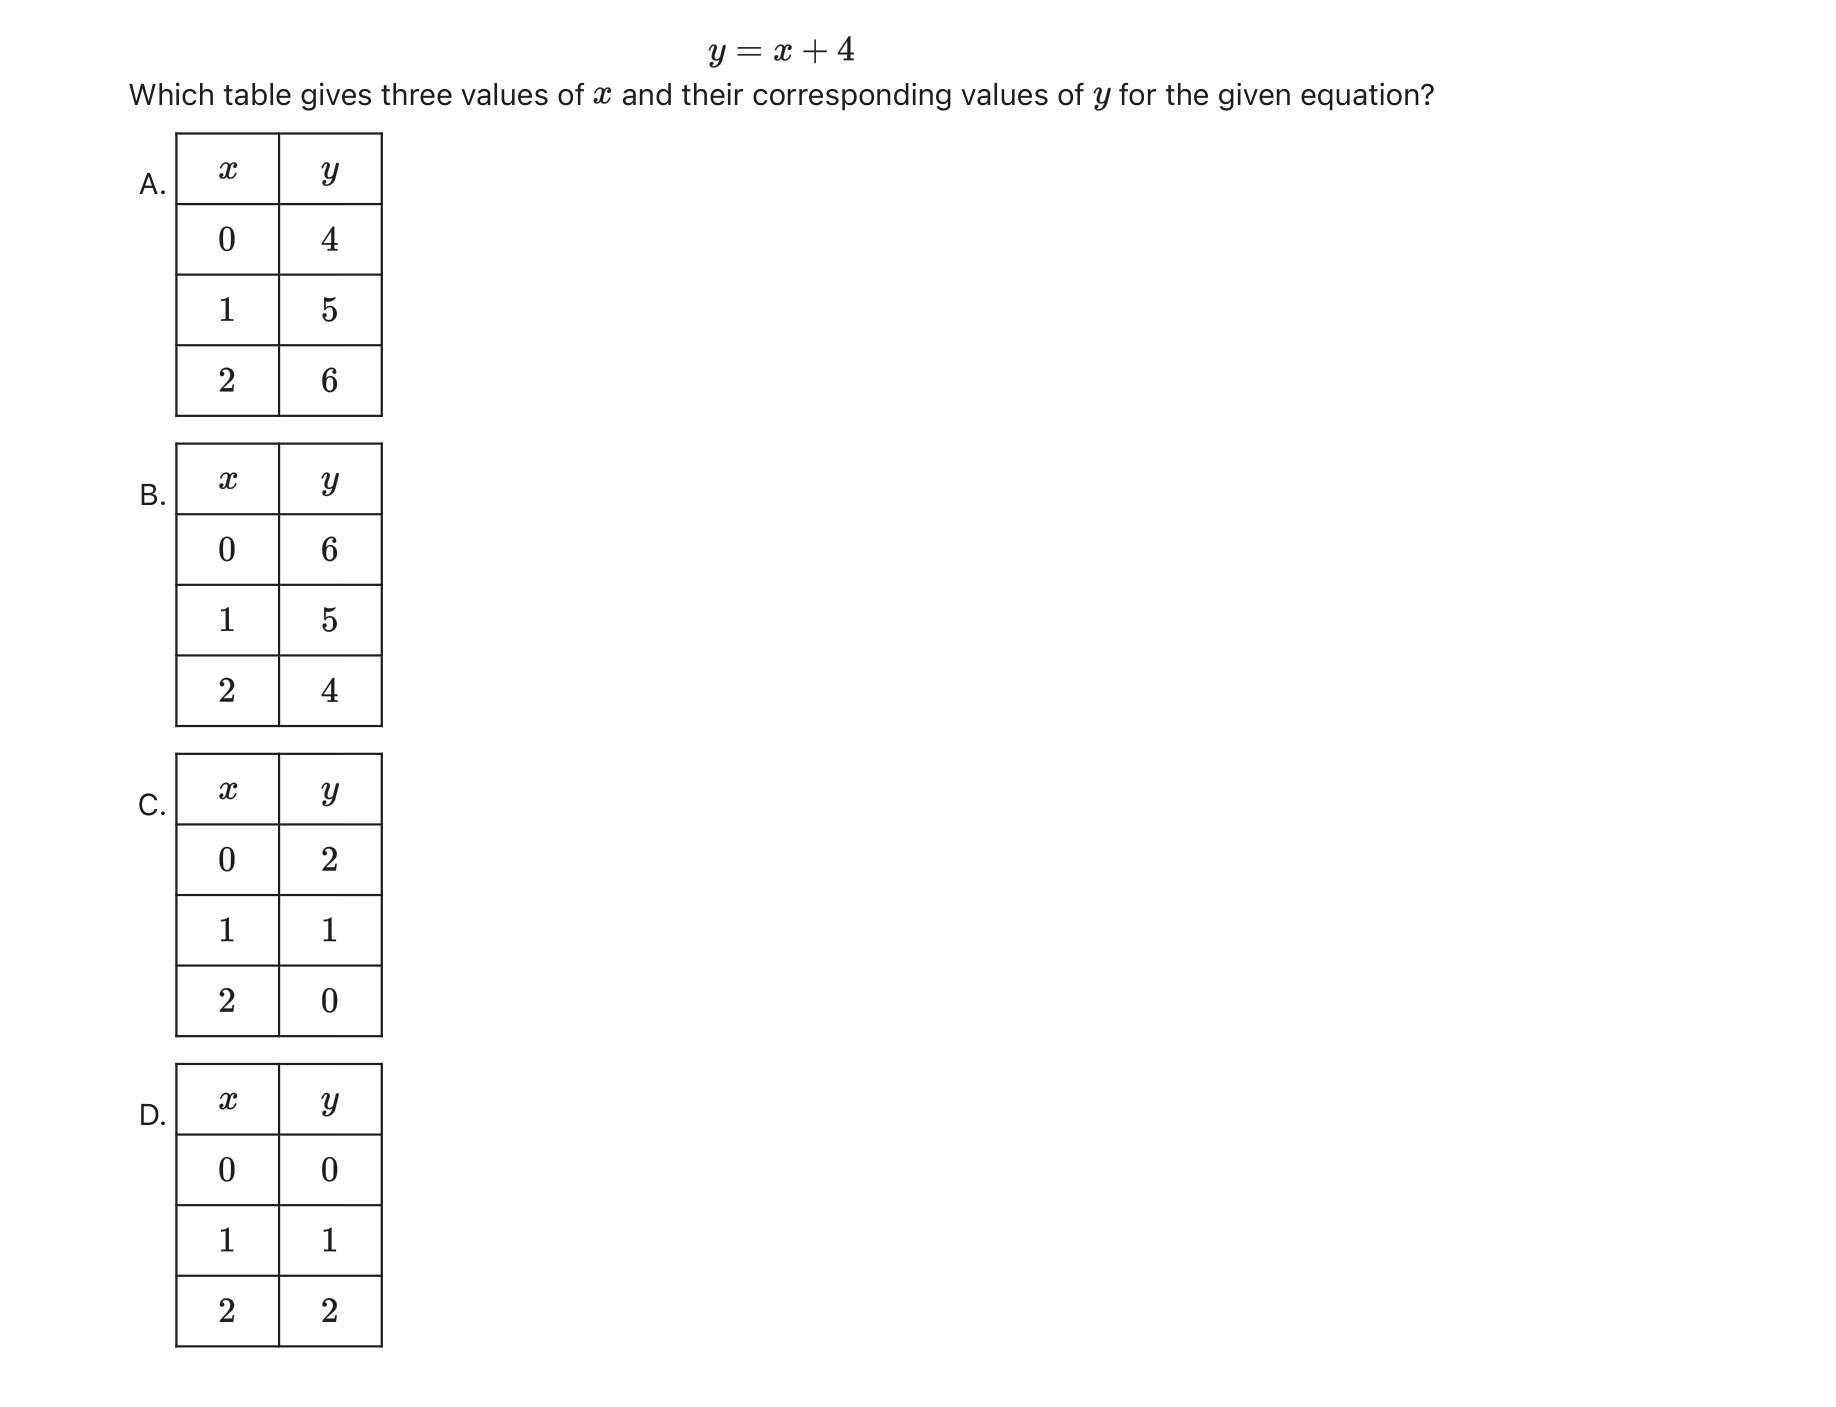 y = x + 4
Which table gives three values of x and their corresponding values of y for the given equation?
A.
x y
0 4
1 5
2 6
B.
x y
0 6
1 5
2 4
C.
x y
0 2
1 1
2 0
D.
x y
0 0
1 1
2 2